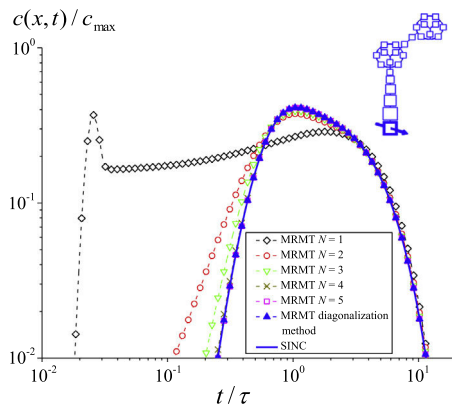 c(x,t) / c_max
10^0
10^-1
MRMT N = 1
MRMT N = 2
MRMT N = 3
MRMT N = 4
MRMT N = 5
MRMT diagonalization
method
SINC
10^-2
10^-2 10^-1 10^0 10^1
t / τ